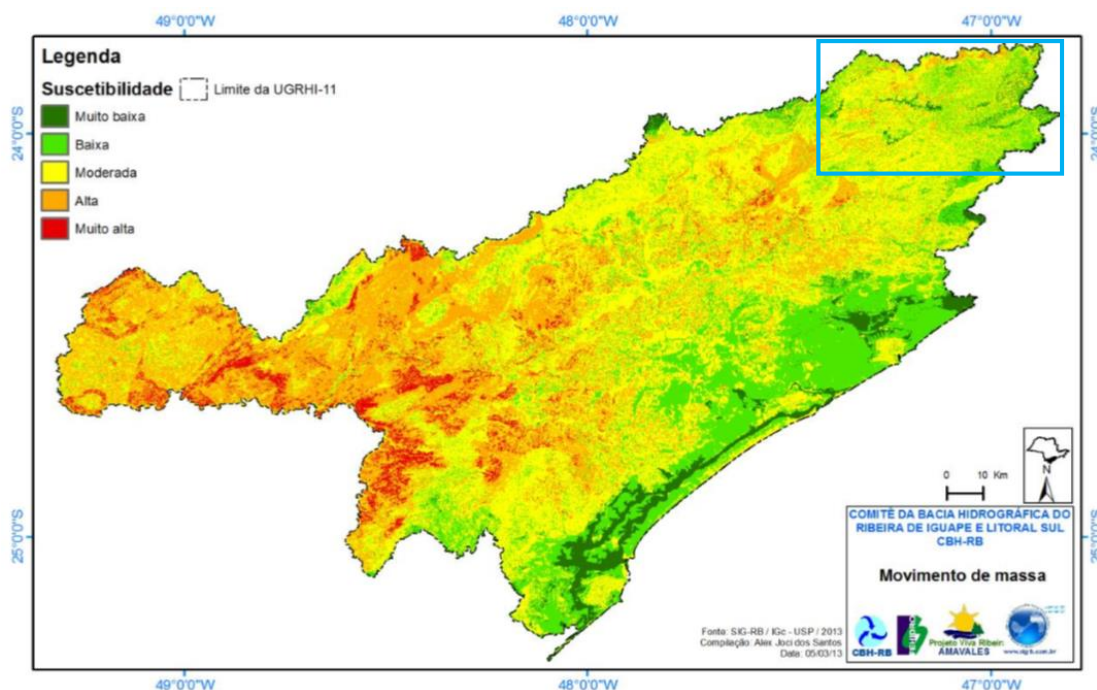 49°0'0"W 48°0'0"W 47°0'0"W
Legenda
Suscetibilidade Limite da UGRHI-11
Muito baixa
Baixa
Moderada
Alta
Muito alta
24°0'0"S 24°0'0"S
0 10 Km
N
25°0'0"S 25°0'0"S
COMITÊ DA BACIA HIDROGRÁFICA DO
RIBEIRA DE IGUAPE E LITORAL SUL
CBH-RB
Movimento de massa
Fonte: SIG-RB / IGc - USP / 2013
Compilação: Alex Joci dos Santos
Data: 05/03/13
CBH-RB
Projeto Viva Ribeira
AMAVALES
www.sigrb.com.br
49°0'0"W 48°0'0"W 47°0'0"W